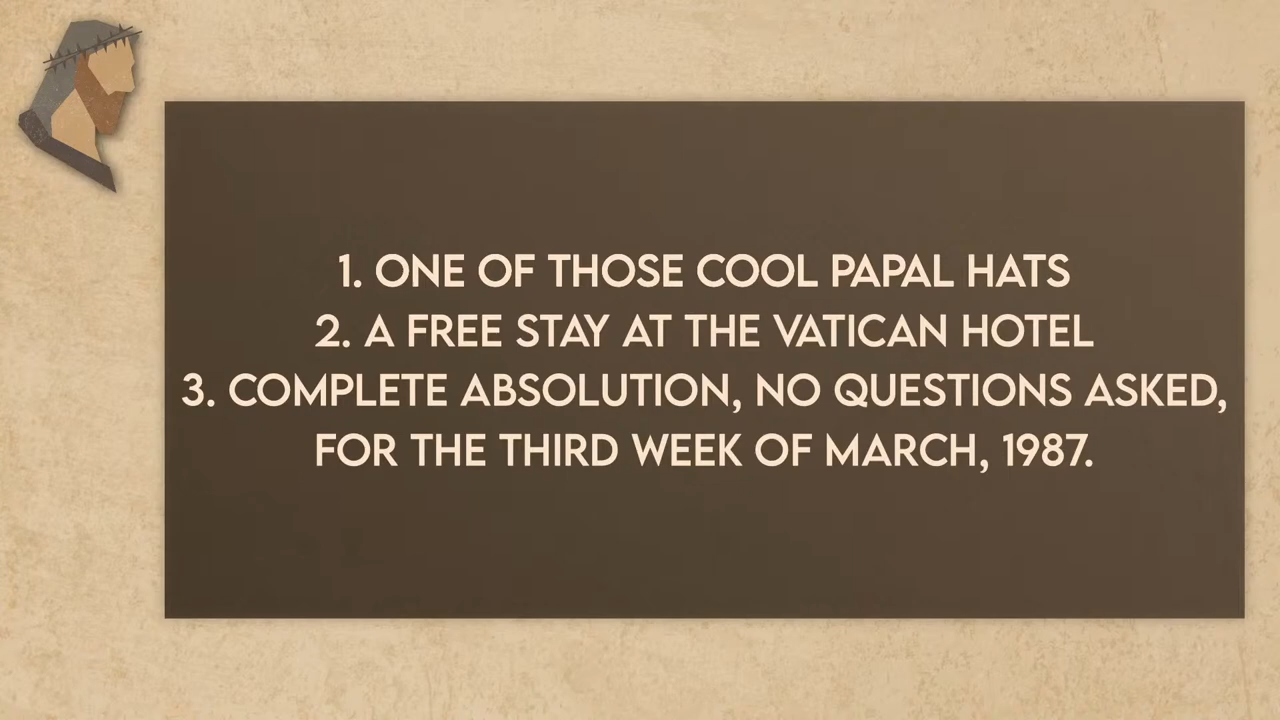 1. ONE OF THOSE COOL PAPAL HATS
2. A FREE STAY AT THE VATICAN HOTEL
3. COMPLETE ABSOLUTION, NO QUESTIONS ASKED,
FOR THE THIRD WEEK OF MARCH, 1987.